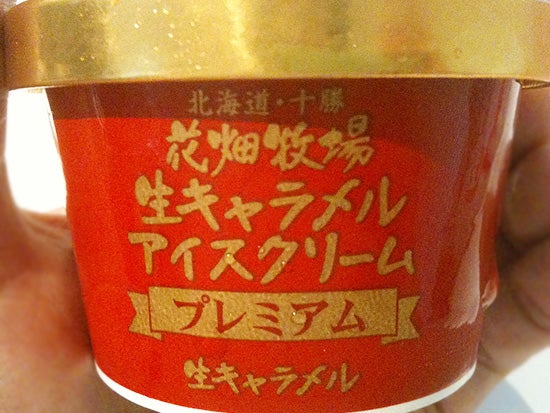 北海道・十勝
花畑牧場
生キャラメル
アイスクリーム
プレミアム
生キャラメル